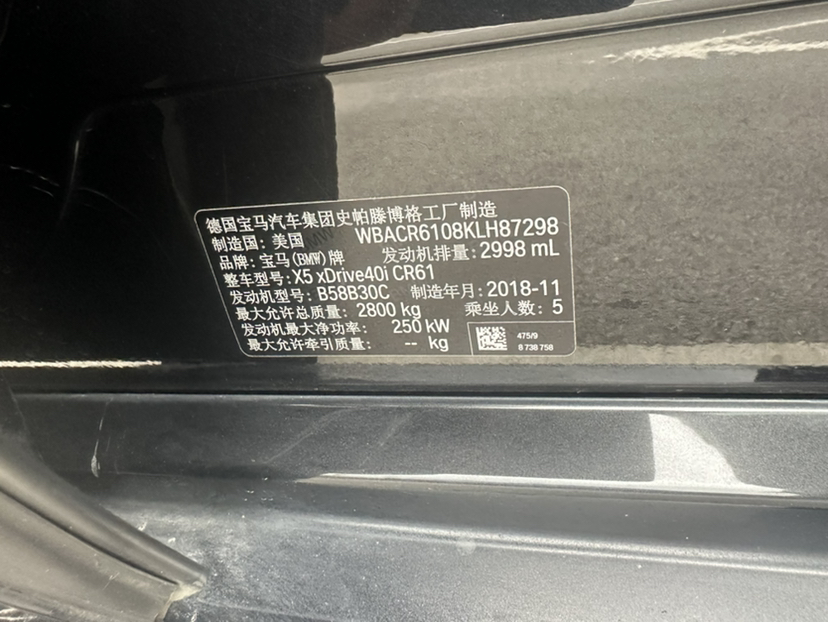 德国宝马汽车集团史帕滕博格工厂制造
制造国: 美国 WBACR6108KLH87298
品牌: 宝马(BMW)牌 发动机排量: 2998 mL
整车型号: X5 xDrive40i CR61
发动机型号: B58B30C 制造年月: 2018-11
最大允许总质量: 2800 kg 乘坐人数: 5
发动机最大净功率: 250 kW
最大允许牵引质量: -- kg
475/9
8 738 758